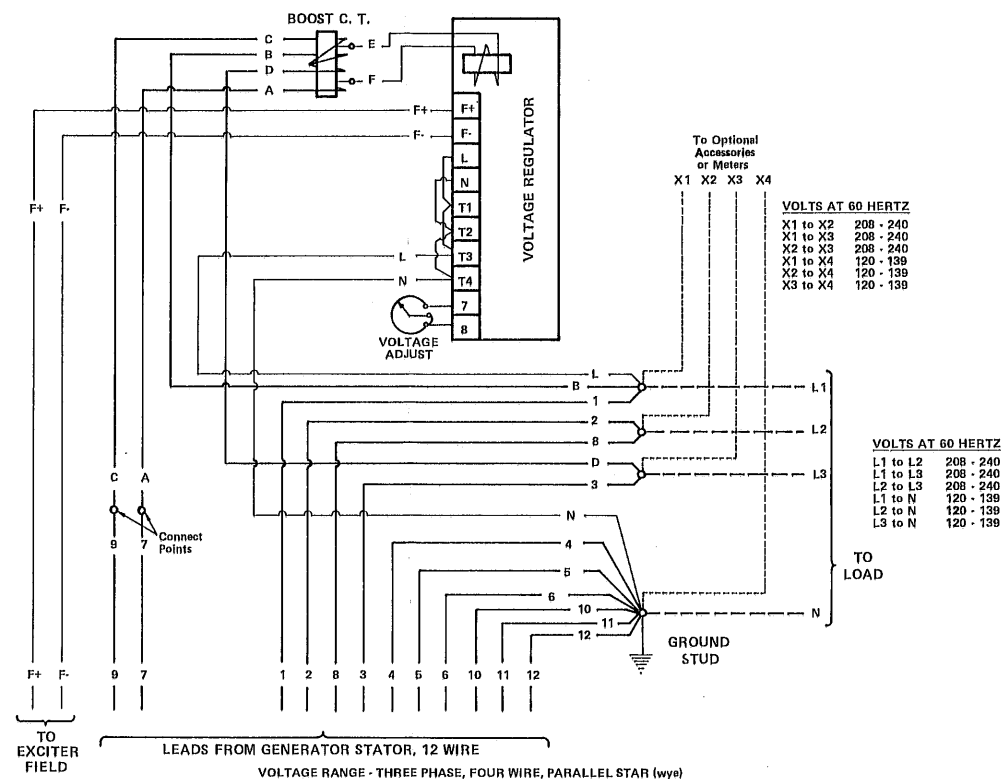 BOOST C. T.
C
B
D
A
E
F
F+
F-
F+
F-
L
N
T1
T2
T3
T4
7
8
VOLTAGE REGULATOR
L
N
VOLTAGE
ADJUST
F+
F-
To Optional
Accessories
or Meters
X1 X2 X3 X4
VOLTS AT 60 HERTZ
X1 to X2 208 - 240
X1 to X3 208 - 240
X2 to X3 208 - 240
X1 to X4 120 - 139
X2 to X4 120 - 139
X3 to X4 120 - 139
L
B
1
L1
2
8
L2
D
3
L3
VOLTS AT 60 HERTZ
L1 to L2 208 - 240
L1 to L3 208 - 240
L2 to L3 208 - 240
L1 to N 120 - 139
L2 to N 120 - 139
L3 to N 120 - 139
C A
Connect
Points
9 7
N
4
5
6
10
11
12
N
TO
LOAD
GROUND
STUD
F+ F- 9 7 1 2 8 3 4 5 6 10 11 12
TO
EXCITER
FIELD
LEADS FROM GENERATOR STATOR, 12 WIRE
VOLTAGE RANGE - THREE PHASE, FOUR WIRE, PARALLEL STAR (wye)